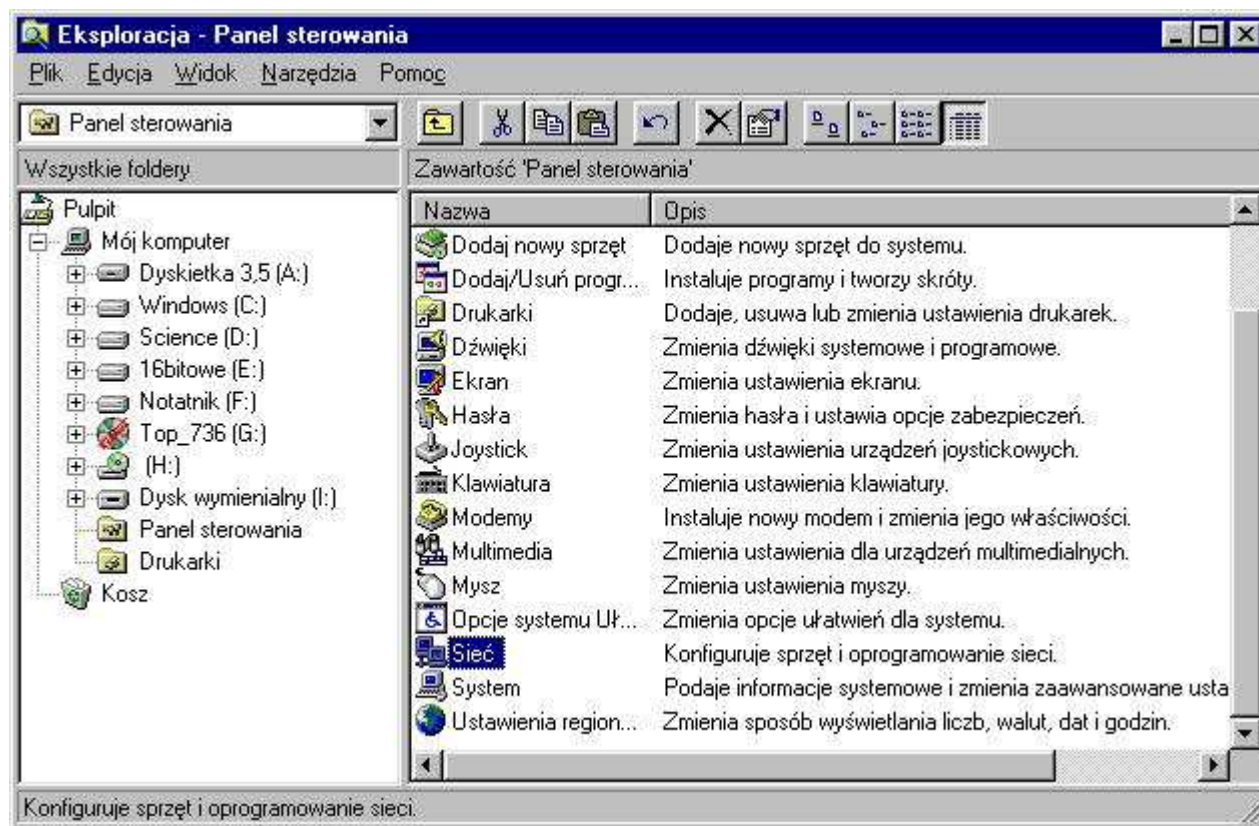 Eksploracja - Panel sterowania
Plik Edycja Widok Narzędzia Pomoc
Panel sterowania
Wszystkie foldery
Zawartość 'Panel sterowania'
Pulpit
Mój komputer
Dyskietka 3,5 (A:)
Windows (C:)
Science (D:)
16bitowe (E:)
Notatnik (F:)
Top_736 (G:)
(H:)
Dysk wymienialny (I:)
Panel sterowania
Drukarki
Kosz
Nazwa Opis
Dodaj nowy sprzęt Dodaje nowy sprzęt do systemu.
Dodaj/Usuń progr... Instaluje programy i tworzy skróty.
Drukarki Dodaje, usuwa lub zmienia ustawienia drukarek.
Dźwięki Zmienia dźwięki systemowe i programowe.
Ekran Zmienia ustawienia ekranu.
Hasła Zmienia hasła i ustawia opcje zabezpieczeń.
Joystick Zmienia ustawienia urządzeń joystickowych.
Klawiatura Zmienia ustawienia klawiatury.
Modemy Instaluje nowy modem i zmienia jego właściwości.
Multimedia Zmienia ustawienia dla urządzeń multimedialnych.
Mysz Zmienia ustawienia myszy.
Opcje systemu Uł... Zmienia opcje ułatwień dla systemu.
Sieć Konfiguruje sprzęt i oprogramowanie sieci.
System Podaje informacje systemowe i zmienia zaawansowane usta
Ustawienia region... Zmienia sposób wyświetlania liczb, walut, dat i godzin.
Konfiguruje sprzęt i oprogramowanie sieci.